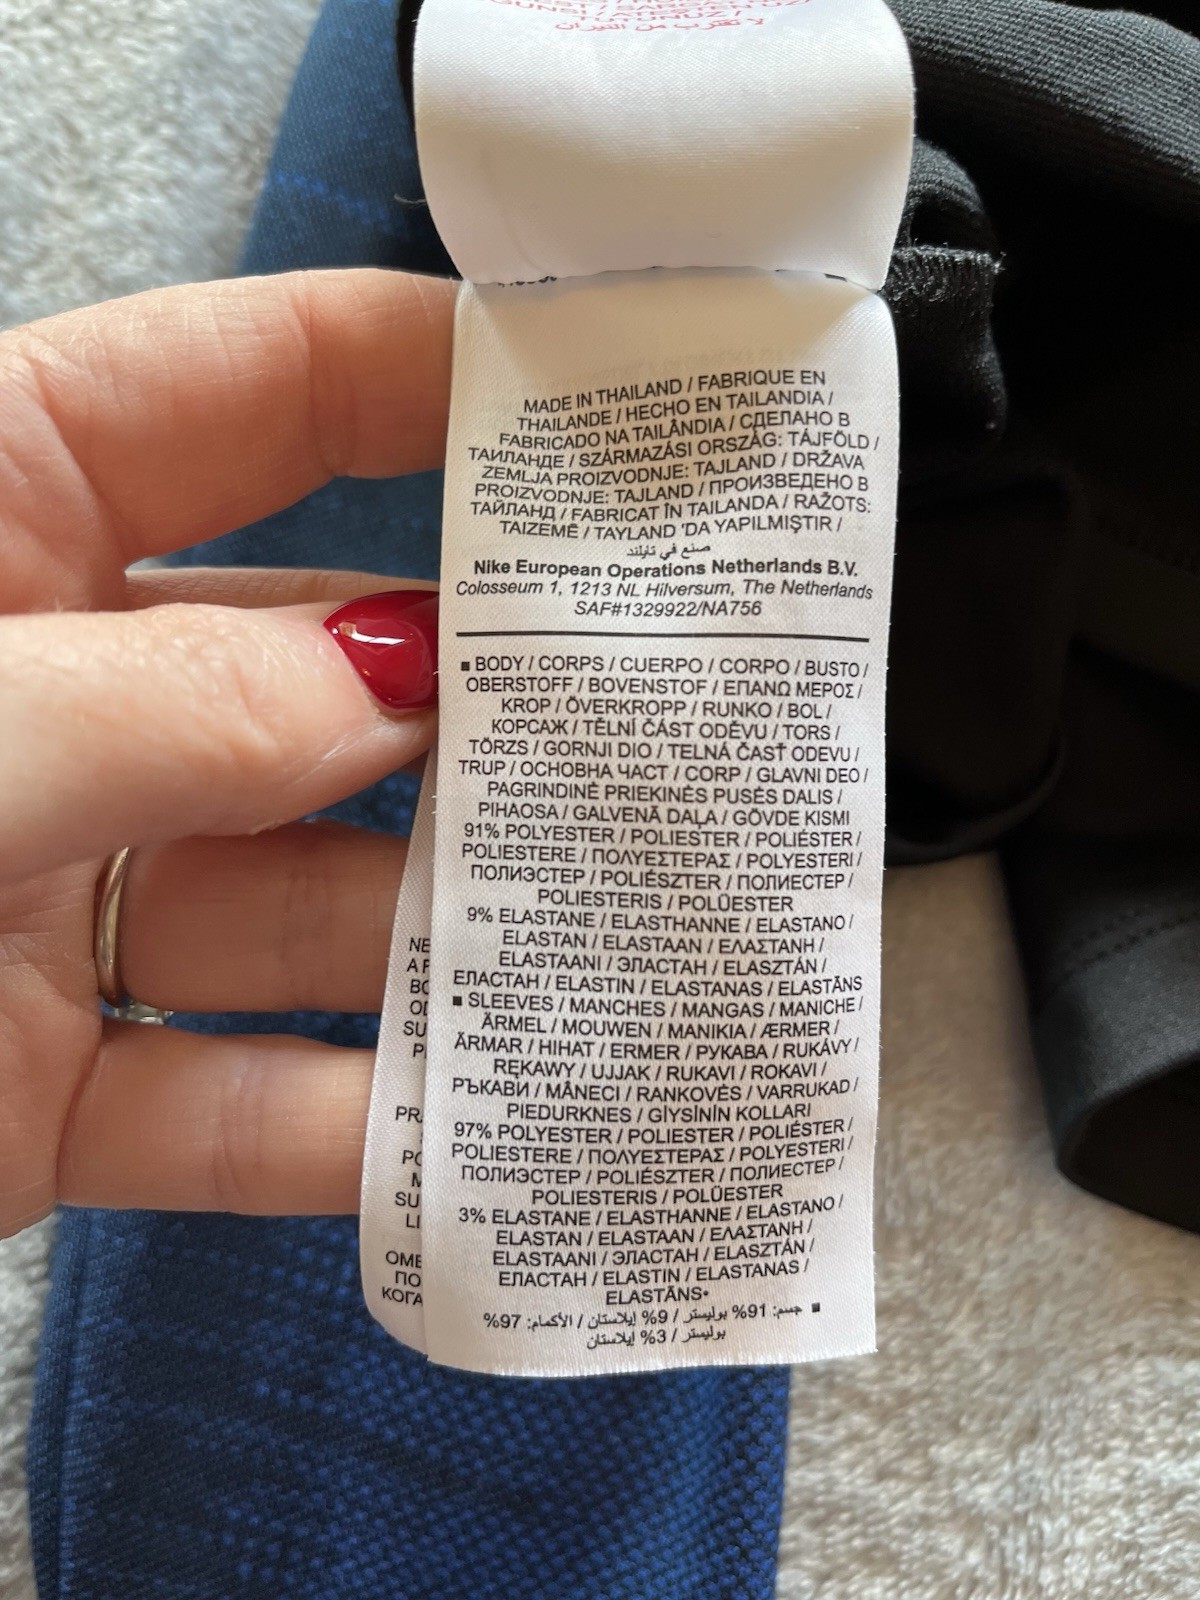 لا تقرب من النيران
MADE IN THAILAND / FABRIQUE EN
THAILANDE / HECHO EN TAILANDIA /
FABRICADO NA TAILÂNDIA / СДЕЛАНО В
ТАИЛАНДЕ / SZÁRMAZÁSI ORSZÁG: TÁJFÖLD /
ZEMLJA PROIZVODNJE: TAJLAND / DRŽAVA
PROIZVODNJE: TAJLAND / ПРОИЗВЕДЕНО В
ТАЙЛАНД / FABRICAT ÎN TAILANDA / RAŽOTS:
TAIZEMĒ / TAYLAND 'DA YAPILMIŞTIR /
صنع في تايلند
Nike European Operations Netherlands B.V.
Colosseum 1, 1213 NL Hilversum, The Netherlands
SAF#1329922/NA756
▪ BODY / CORPS / CUERPO / CORPO / BUSTO /
OBERSTOFF / BOVENSTOF / ΕΠΑΝΩ ΜΕΡΟΣ /
KROP / ÖVERKROPP / RUNKO / BOL /
КОРСАЖ / TĚLNÍ ČÁST ODĚVU / TORS /
TÖRZS / GORNJI DIO / TELNÁ ČASŤ ODEVU /
TRUP / ОСНОВНА ЧАСТ / CORP / GLAVNI DEO /
PAGRINDINĖ PRIEKINĖS PUSĖS DALIS /
PIHAOSA / GALVENĀ DAĻA / GÖVDE KISMI
91% POLYESTER / POLIESTER / POLIÉSTER /
POLIESTERE / ΠΟΛΥΕΣΤΕΡΑΣ / POLYESTERI /
ПОЛИЭСТЕР / POLIÉSZTER / ПОЛИЕСТЕР /
POLIESTERIS / POLÜESTER
9% ELASTANE / ELASTHANNE / ELASTANO /
ELASTAN / ELASTAAN / ΕΛΑΣΤΑΝΗ /
ELASTAANI / ЭЛАСТАН / ELASZTÁN /
ЕЛАСТАН / ELASTIN / ELASTANAS / ELASTĀNS
▪ SLEEVES / MANCHES / MANGAS / MANICHE /
ÄRMEL / MOUWEN / MANIKIA / ÆRMER /
ÄRMAR / HIHAT / ERMER / РУКАВА / RUKÁVY /
RĘKAWY / UJJAK / RUKAVI / ROKAVI /
РЪКАВИ / MÂNECI / RANKOVĖS / VARRUKAD /
PIEDURKNES / GİYSİNİN KOLLARI
97% POLYESTER / POLIESTER / POLIÉSTER /
POLIESTERE / ΠΟΛΥΕΣΤΕΡΑΣ / POLYESTERI /
ПОЛИЭСТЕР / POLIÉSZTER / ПОЛИЕСТЕР /
POLIESTERIS / POLÜESTER
3% ELASTANE / ELASTHANNE / ELASTANO /
ELASTAN / ELASTAAN / ΕΛΑΣΤΑΝΗ /
ELASTAANI / ЭЛАСТАН / ELASZTÁN /
ЕЛАСТАН / ELASTIN / ELASTANAS /
ELASTĀNS•
▪ جسم: 91% بوليستر / 9% إيلاستان / الأكمام: 97%
بوليستر / 3% إيلاستان